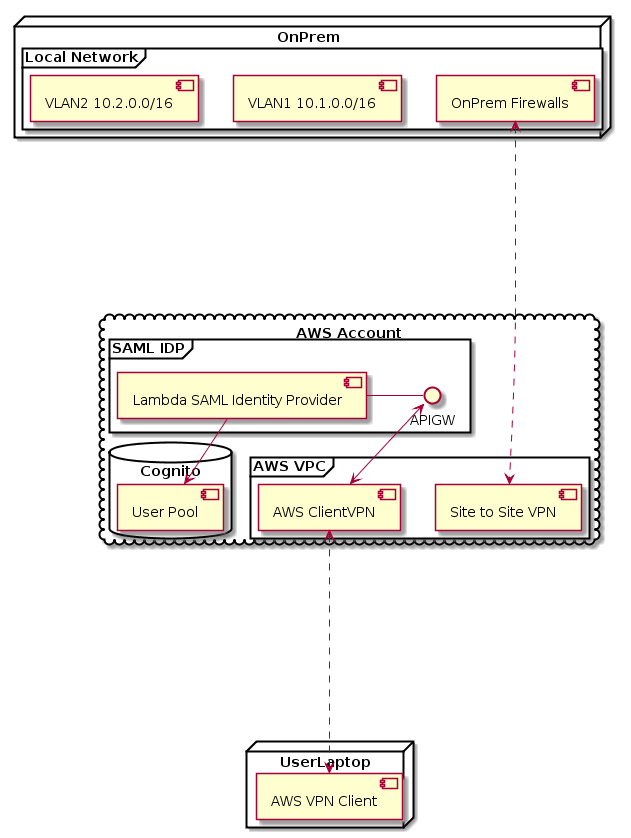 OnPrem
Local Network
VLAN2 10.2.0.0/16
VLAN1 10.1.0.0/16
OnPrem Firewalls
AWS Account
SAML IDP
Lambda SAML Identity Provider
APIGW
Cognito
User Pool
AWS VPC
AWS ClientVPN
Site to Site VPN
UserLaptop
AWS VPN Client